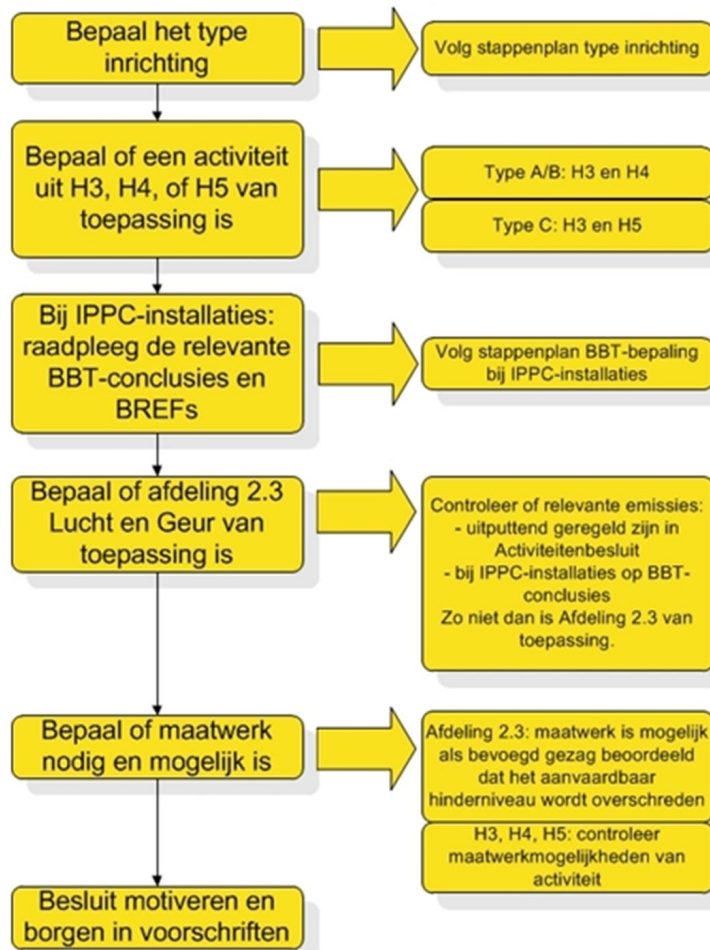 Bepaal het type
inrichting
Volg stappenplan type inrichting
Bepaal of een activiteit
uit H3, H4, of H5 van
toepassing is
Type A/B: H3 en H4
Type C: H3 en H5
Bij IPPC-installaties:
raadpleeg de relevante
BBT-conclusies en
BREFs
Volg stappenplan BBT-bepaling
bij IPPC-installaties
Bepaal of afdeling 2.3
Lucht en Geur van
toepassing is
Controleer of relevante emissies:
- uitputtend geregeld zijn in
Activiteitenbesluit
- bij IPPC-installaties op BBT-
conclusies
Zo niet dan is Afdeling 2.3 van
toepassing.
Bepaal of maatwerk
nodig en mogelijk is
Afdeling 2.3: maatwerk is mogelijk
als bevoegd gezag beoordeeld
dat het aanvaardbaar
hinderniveau wordt overschreden
H3, H4, H5: controleer
maatwerkmogelijkheden van
activiteit
Besluit motiveren en
borgen in voorschriften